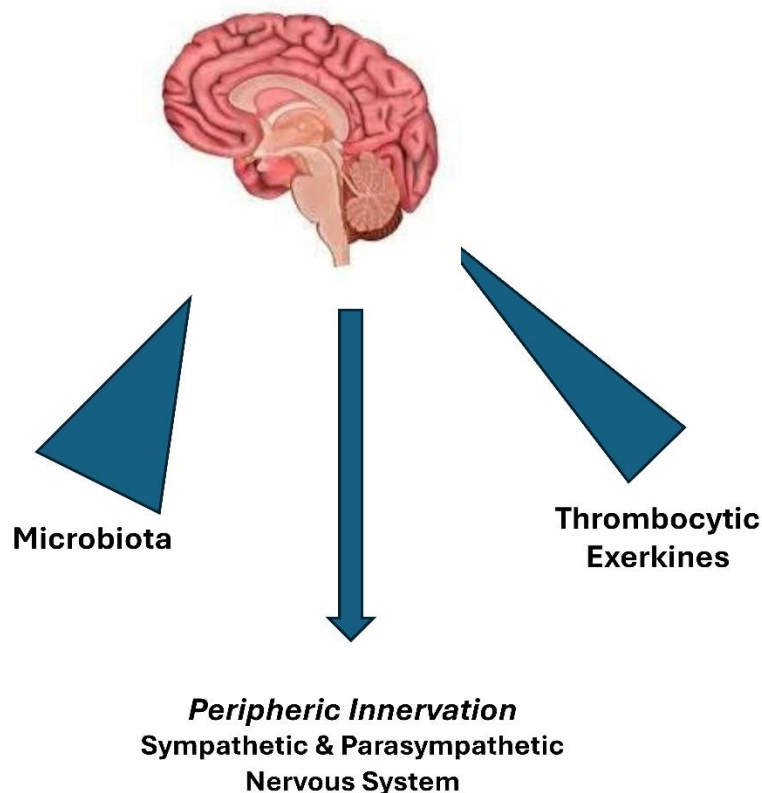 Microbiota
Thrombocytic
Exerkines
Peripheric Innervation
Sympathetic & Parasympathetic
Nervous System